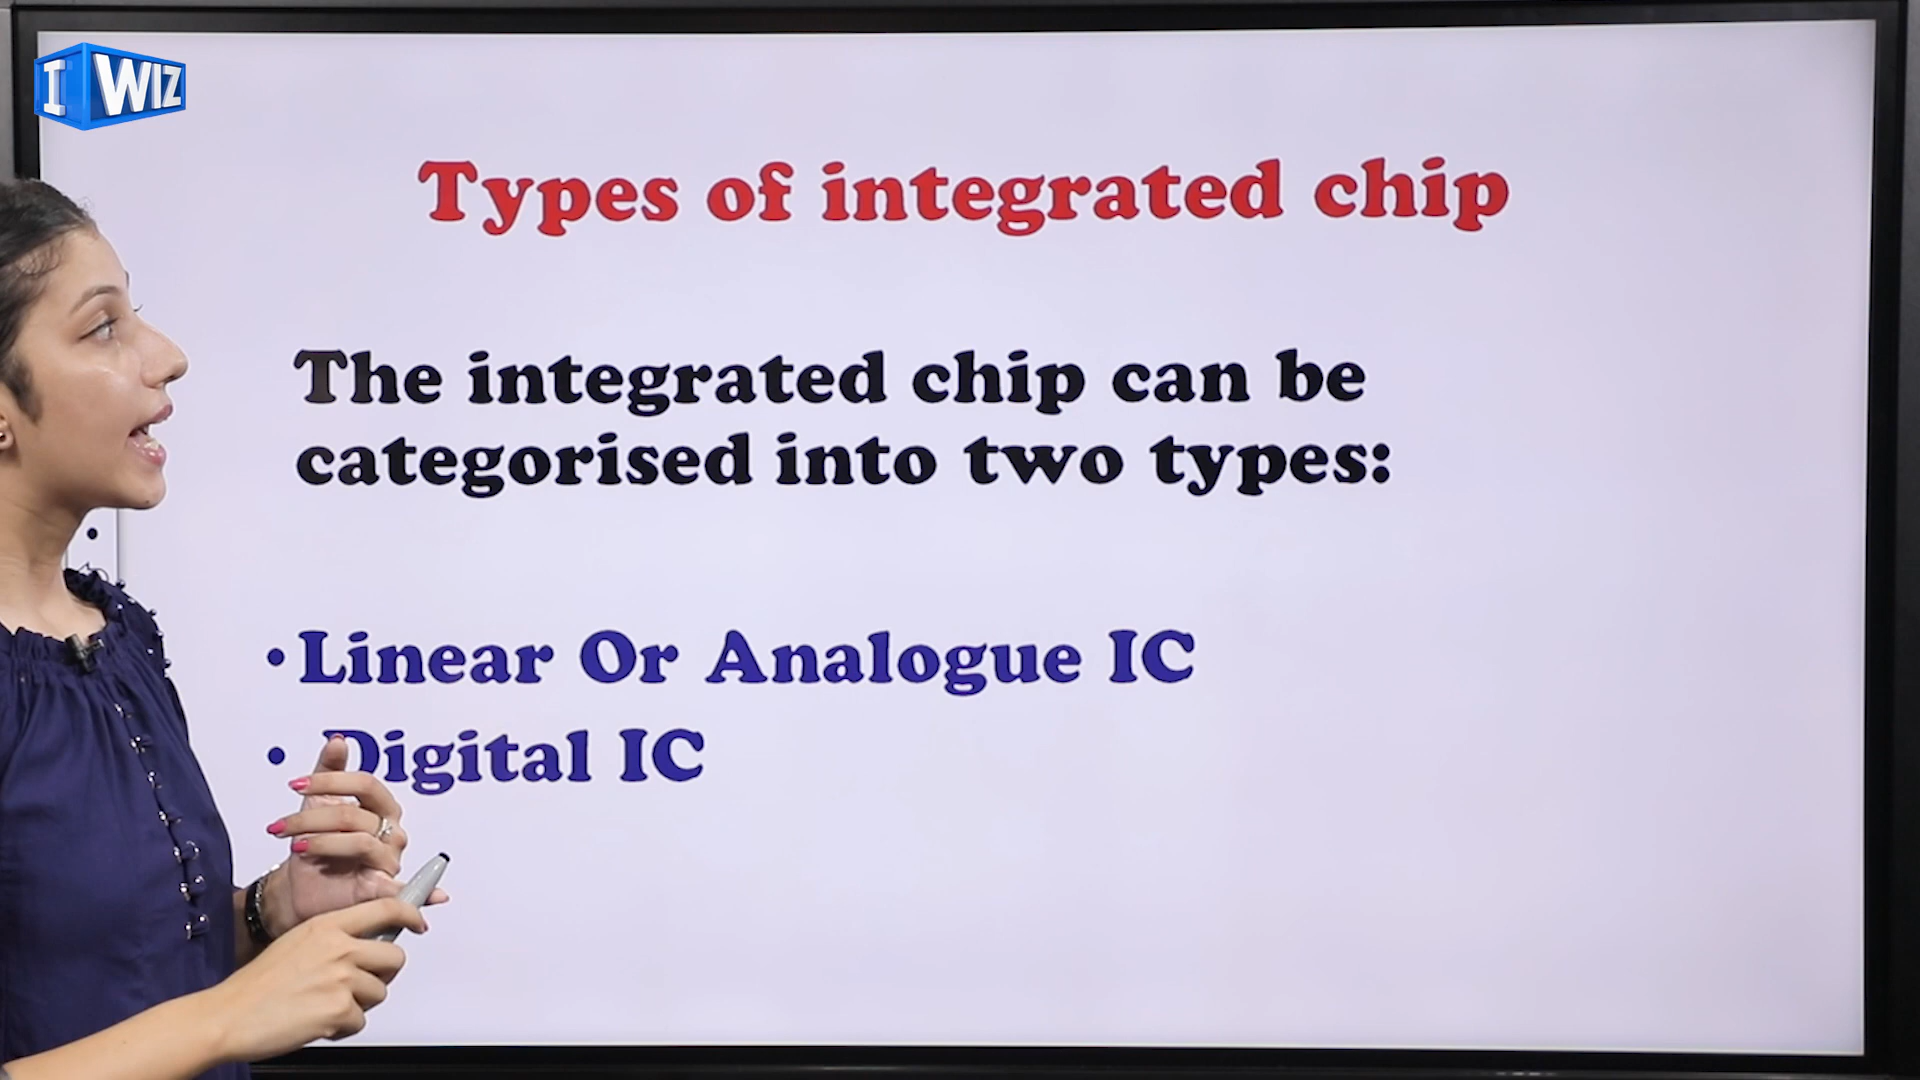 I WIZ
Types of integrated chip
The integrated chip can be
categorised into two types:
•Linear Or Analogue IC
• Digital IC